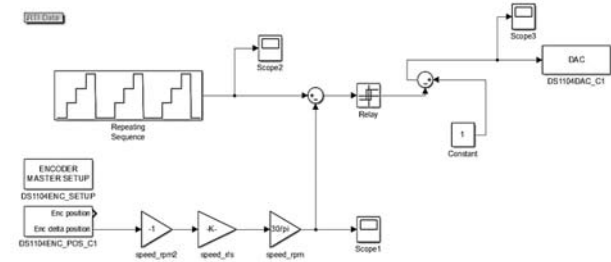 RTI Data
Scope2
Scope3
DAC
DS1104DAC_C1
Repeating
Sequence
Relay
1
Constant
ENCODER
MASTER SETUP
DS1104ENC_SETUP
Enc position
Enc delta position
DS1104ENC_POS_C1
-1
speed_rpm2
-K-
speed_r/s
30/pi
speed_rpm
Scope1